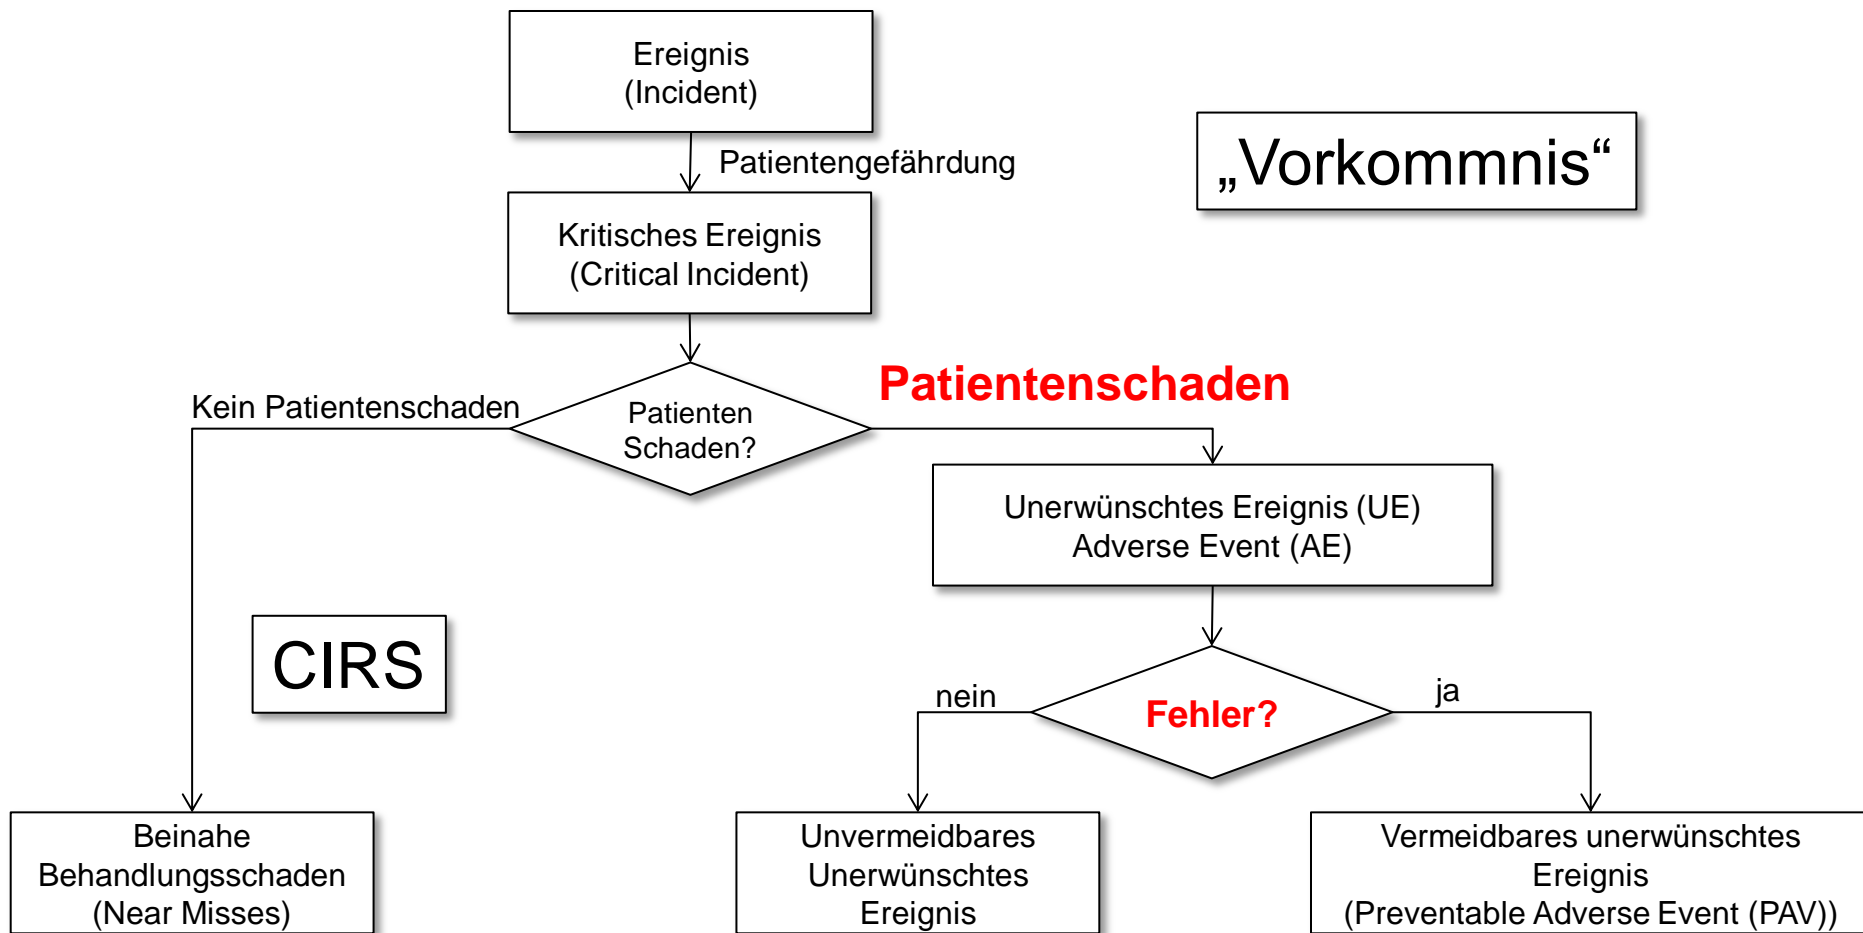 Ereignis
(Incident)
„Vorkommnis“
Patientengefährdung
Kritisches Ereignis
(Critical Incident)
Patientenschaden
Kein Patientenschaden
Patienten
Schaden?
Unerwünschtes Ereignis (UE)
Adverse Event (AE)
CIRS
nein
Fehler?
ja
Beinahe
Behandlungsschaden
(Near Misses)
Unvermeidbares
Unerwünschtes
Ereignis
Vermeidbares unerwünschtes
Ereignis
(Preventable Adverse Event (PAV))